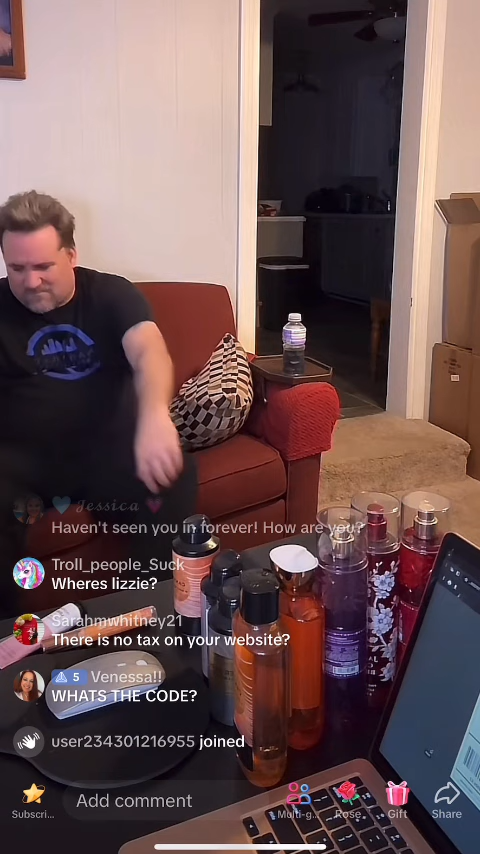 Jessica
Haven't seen you in forever! How are you?
Troll_people_Suck
Wheres lizzie?
Sarahmwhitney21
There is no tax on your website?
5 Venessa!!
WHATS THE CODE?
user234301216955 joined
Subscri...
Add comment
Multi-g...
Rose
Gift
Share